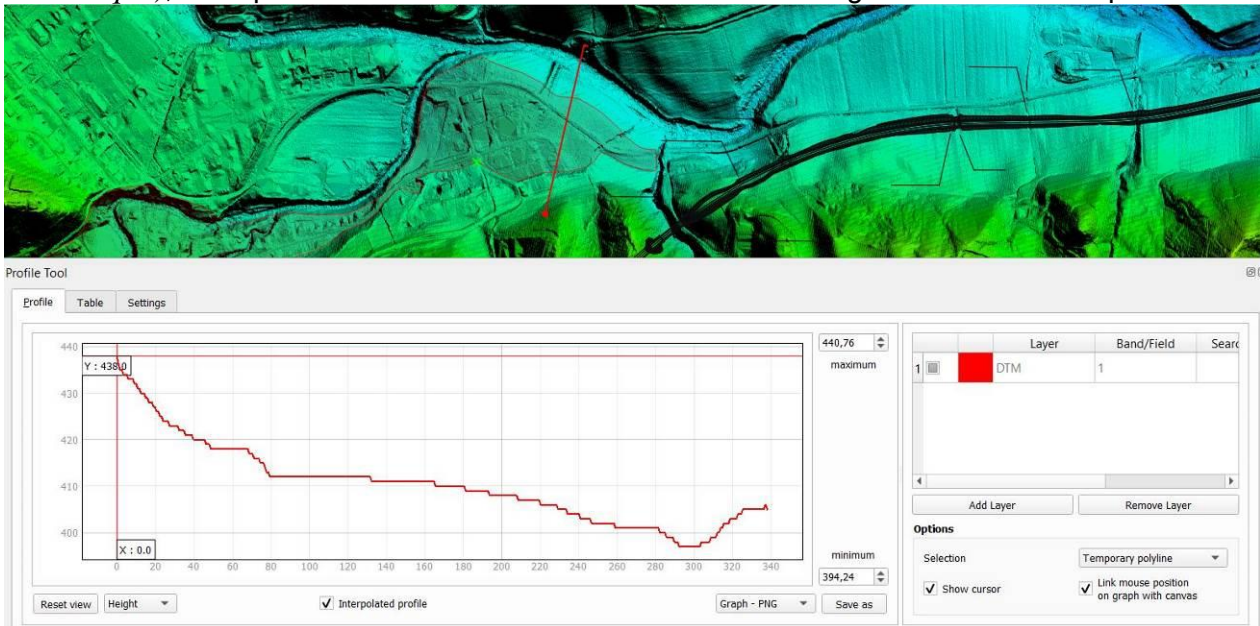 Profile Tool
Profile Table Settings
440
Y : 438.0
430
420
410
400
X : 0.0
0 20 40 60 80 100 120 140 160 180 200 220 240 260 280 300 320 340
440,76
maximum
minimum
394,24
Layer Band/Field Searc
1 DTM 1
Add Layer Remove Layer
Options
Selection Temporary polyline
Show cursor Link mouse position
on graph with canvas
Reset view Height Interpolated profile Graph - PNG Save as